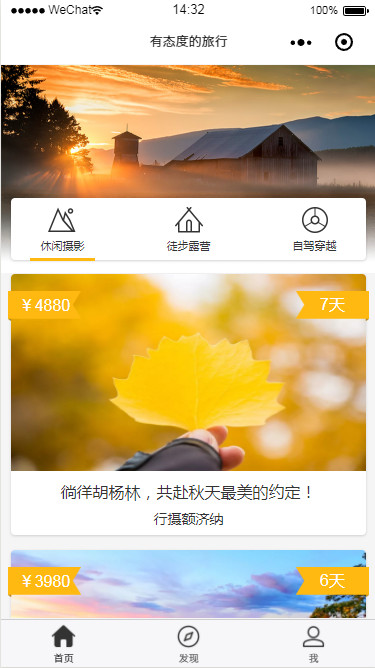 WeChat 14:32 100%
有态度的旅行
休闲摄影 徒步露营 自驾穿越
￥4880 7天
徜徉胡杨林，共赴秋天最美的约定！
行摄额济纳
￥3980 6天
首页 发现 我